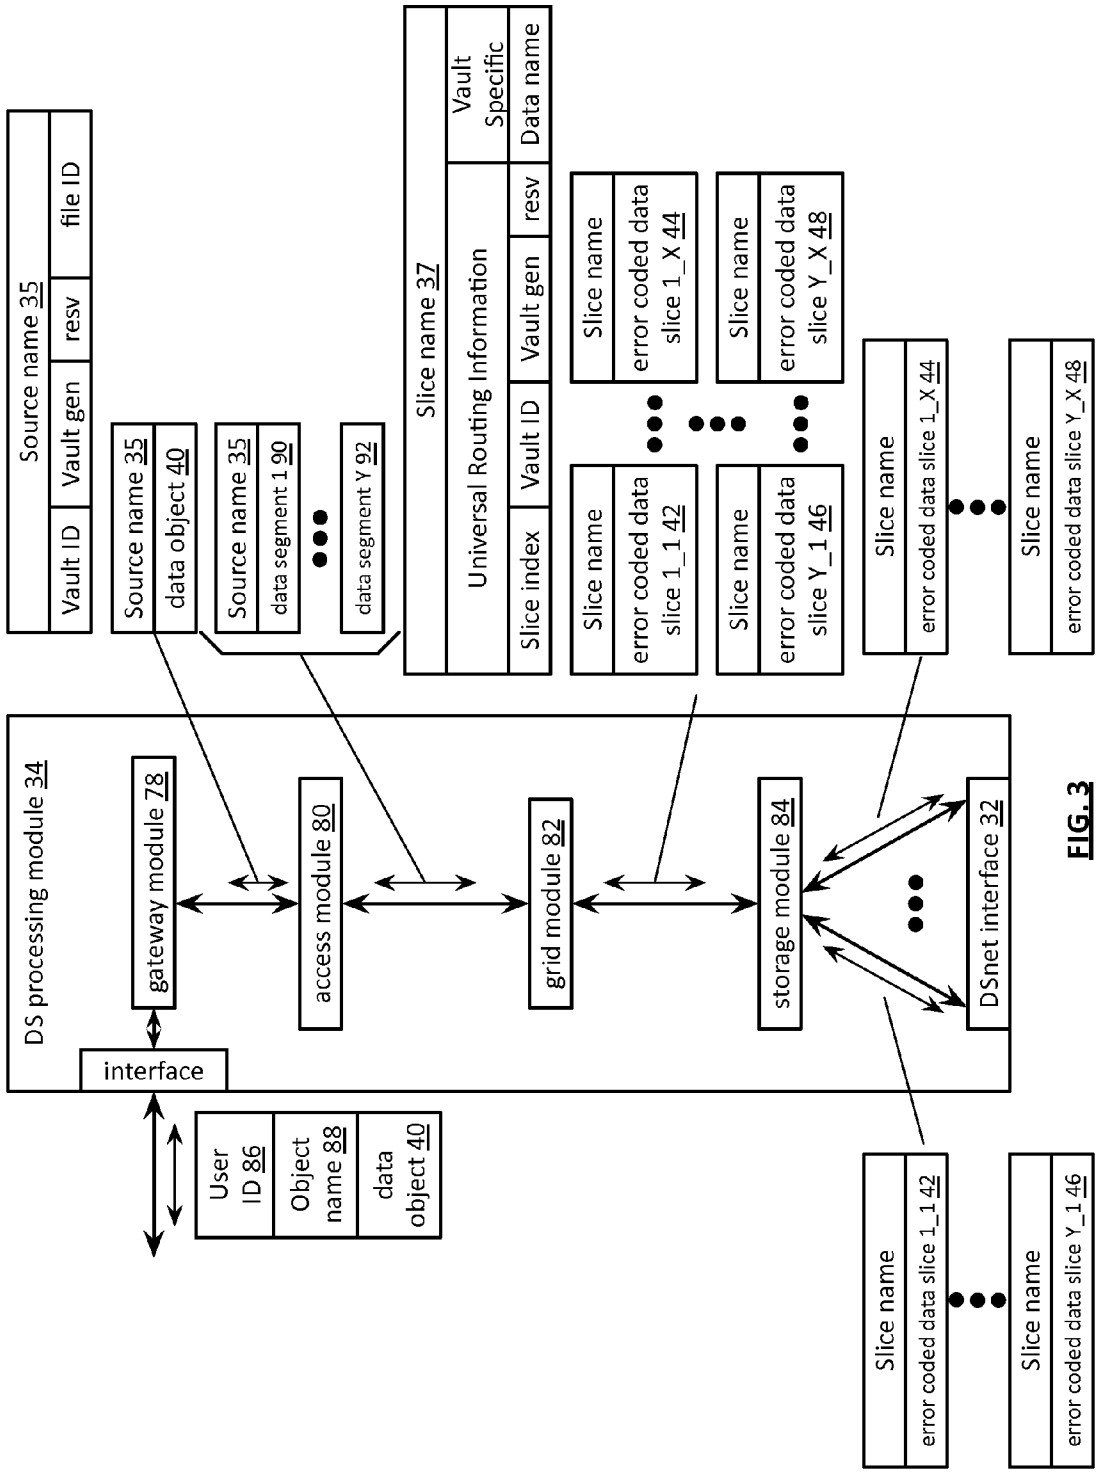 Source name 35
Vault ID
Vault gen
resv
file ID
Source name 35
data object 40
Source name 35
data segment 1 90
data segment Y 92
Slice name 37
Universal Routing Information
Vault
Specific
Slice index
Vault ID
Vault gen
resv
Data name
Slice name
error coded data
slice 1_1 42
Slice name
error coded data
slice 1_X 44
Slice name
error coded data
slice Y_1 46
Slice name
error coded data
slice Y_X 48
Slice name
error coded data slice 1_X 44
Slice name
error coded data slice Y_X 48
DS processing module 34
interface
gateway module 78
access module 80
grid module 82
storage module 84
DSnet interface 32
User
ID 86
Object
name 88
data
object 40
Slice name
error coded data slice 1_1 42
Slice name
error coded data slice Y_1 46
FIG. 3